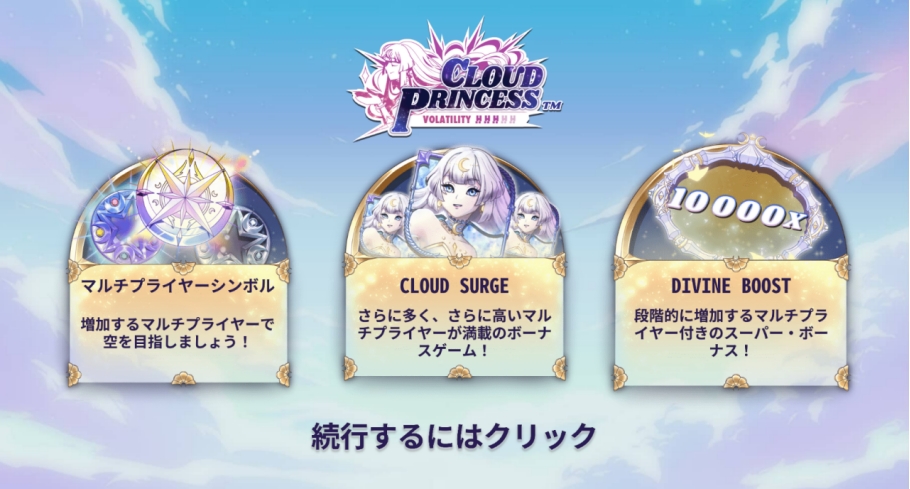 CLOUD
PRINCESS™
VOLATILITY
マルチプライヤーシンボル
増加するマルチプライヤーで
空を目指しましょう！
CLOUD SURGE
さらに多く、さらに高いマル
チプライヤーが満載のボーナ
スゲーム！
10000x
DIVINE BOOST
段階的に増加するマルチプラ
イヤー付きのスーパー・ボー
ナス！
続行するにはクリック